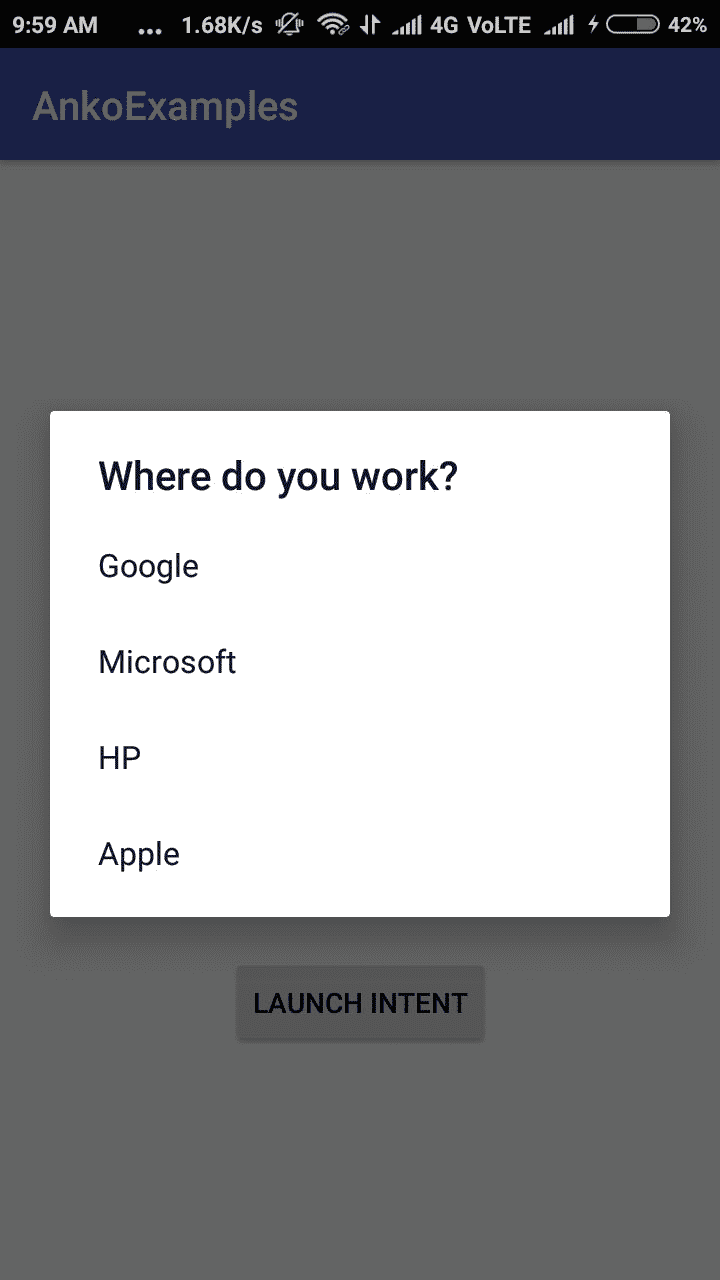 9:59 AM ... 1.68K/s 4G VoLTE 42%
AnkoExamples
Where do you work?
Google
Microsoft
HP
Apple
LAUNCH INTENT